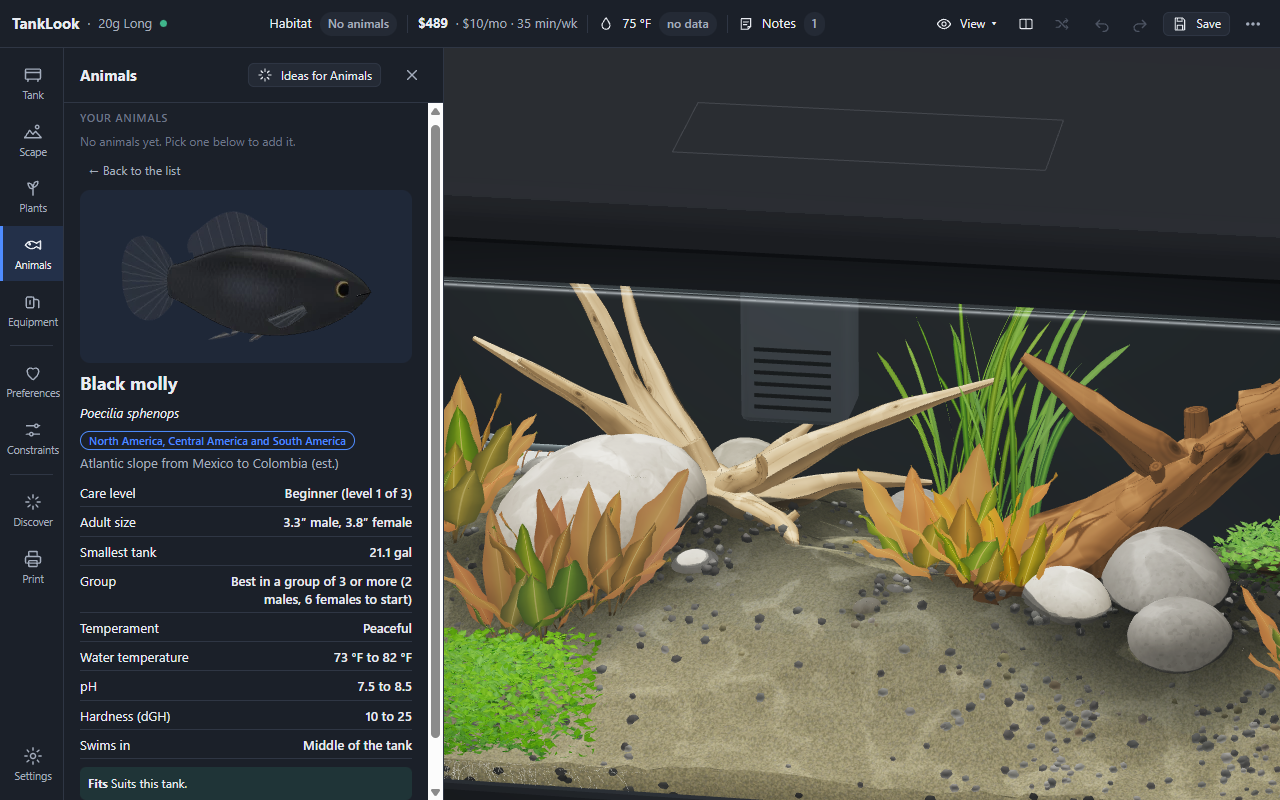 TankLook · 20g Long
Habitat No animals $489 · $10/mo · 35 min/wk 75 °F no data Notes 1
View Save
Tank
Scape
Plants
Animals
Equipment
Preferences
Constraints
Discover
Print
Settings
Animals
Ideas for Animals
YOUR ANIMALS
No animals yet. Pick one below to add it.
← Back to the list
Black molly
Poecilia sphenops
North America, Central America and South America
Atlantic slope from Mexico to Colombia (est.)
Care level Beginner (level 1 of 3)
Adult size 3.3″ male, 3.8″ female
Smallest tank 21.1 gal
Group Best in a group of 3 or more (2
males, 6 females to start)
Temperament Peaceful
Water temperature 73 °F to 82 °F
pH 7.5 to 8.5
Hardness (dGH) 10 to 25
Swims in Middle of the tank
Fits Suits this tank.